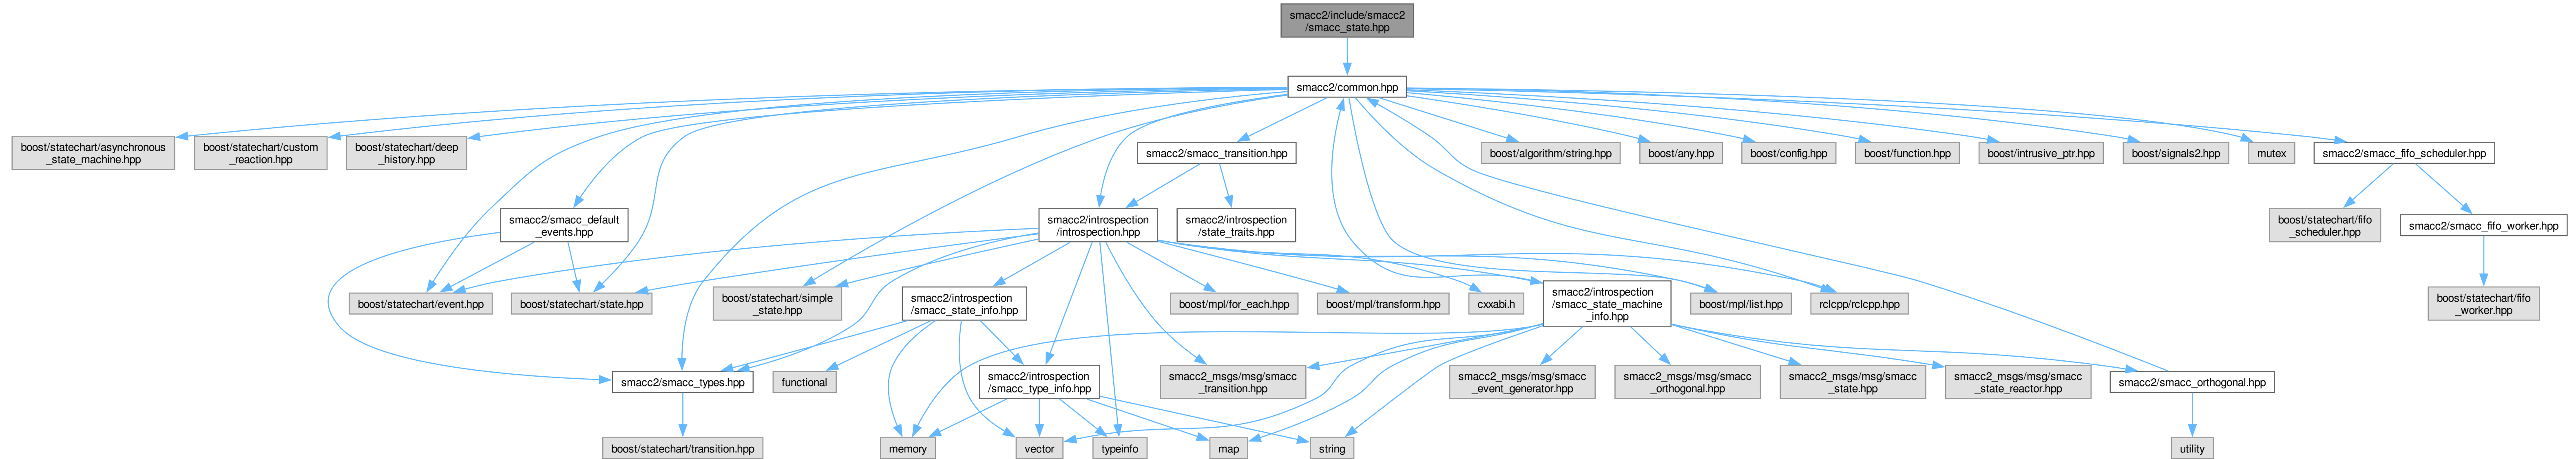 smacc2/include/smacc2
/smacc_state.hpp
smacc2/common.hpp
boost/statechart/asynchronous
_state_machine.hpp
boost/statechart/custom
_reaction.hpp
boost/statechart/deep
_history.hpp
smacc2/smacc_transition.hpp
boost/algorithm/string.hpp
boost/any.hpp
boost/config.hpp
boost/function.hpp
boost/intrusive_ptr.hpp
boost/signals2.hpp
mutex
smacc2/smacc_fifo_scheduler.hpp
smacc2/smacc_default
_events.hpp
smacc2/introspection
/introspection.hpp
smacc2/introspection
/state_traits.hpp
boost/statechart/fifo
_scheduler.hpp
smacc2/smacc_fifo_worker.hpp
boost/statechart/event.hpp
boost/statechart/state.hpp
boost/statechart/simple
_state.hpp
smacc2/introspection
/smacc_state_info.hpp
boost/mpl/for_each.hpp
boost/mpl/transform.hpp
cxxabi.h
smacc2/introspection
/smacc_state_machine
_info.hpp
boost/mpl/list.hpp
rclcpp/rclcpp.hpp
boost/statechart/fifo
_worker.hpp
smacc2/smacc_types.hpp
functional
smacc2/introspection
/smacc_type_info.hpp
smacc2_msgs/msg/smacc
_transition.hpp
smacc2_msgs/msg/smacc
_event_generator.hpp
smacc2_msgs/msg/smacc
_orthogonal.hpp
smacc2_msgs/msg/smacc
_state.hpp
smacc2_msgs/msg/smacc
_state_reactor.hpp
smacc2/smacc_orthogonal.hpp
boost/statechart/transition.hpp
memory
vector
typeinfo
map
string
utility